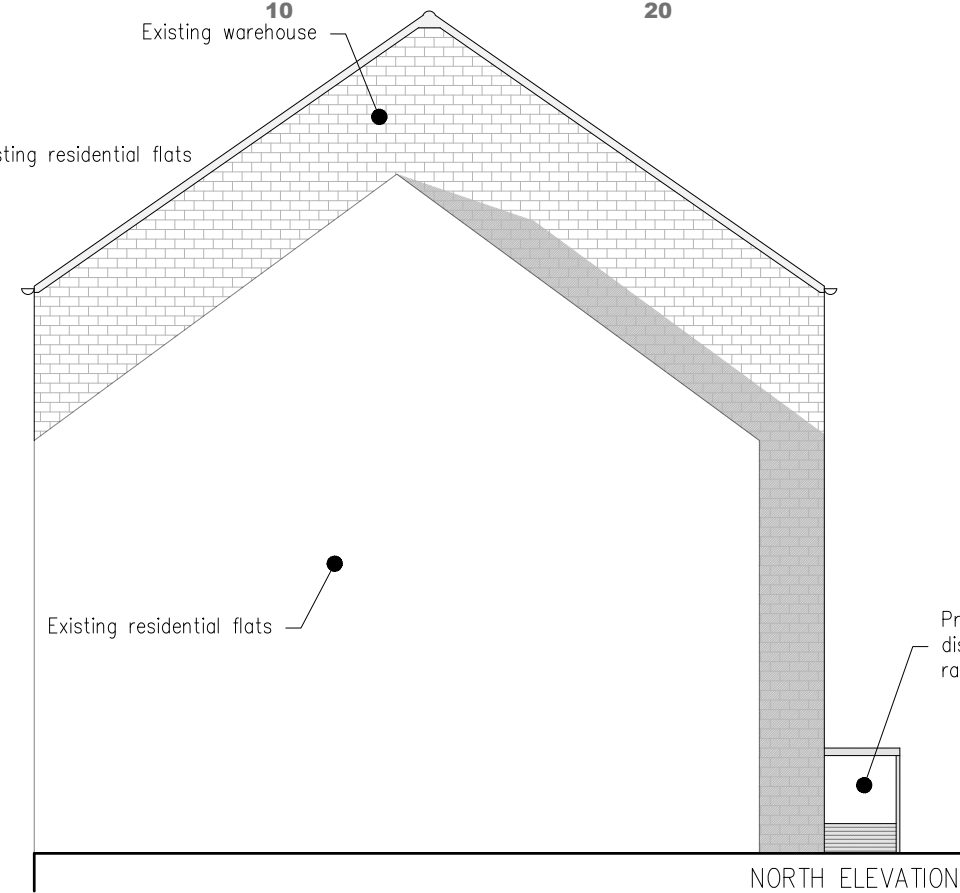 10 20
Existing warehouse
sting residential flats
Existing residential flats
Pr
dis
ra
NORTH ELEVATION